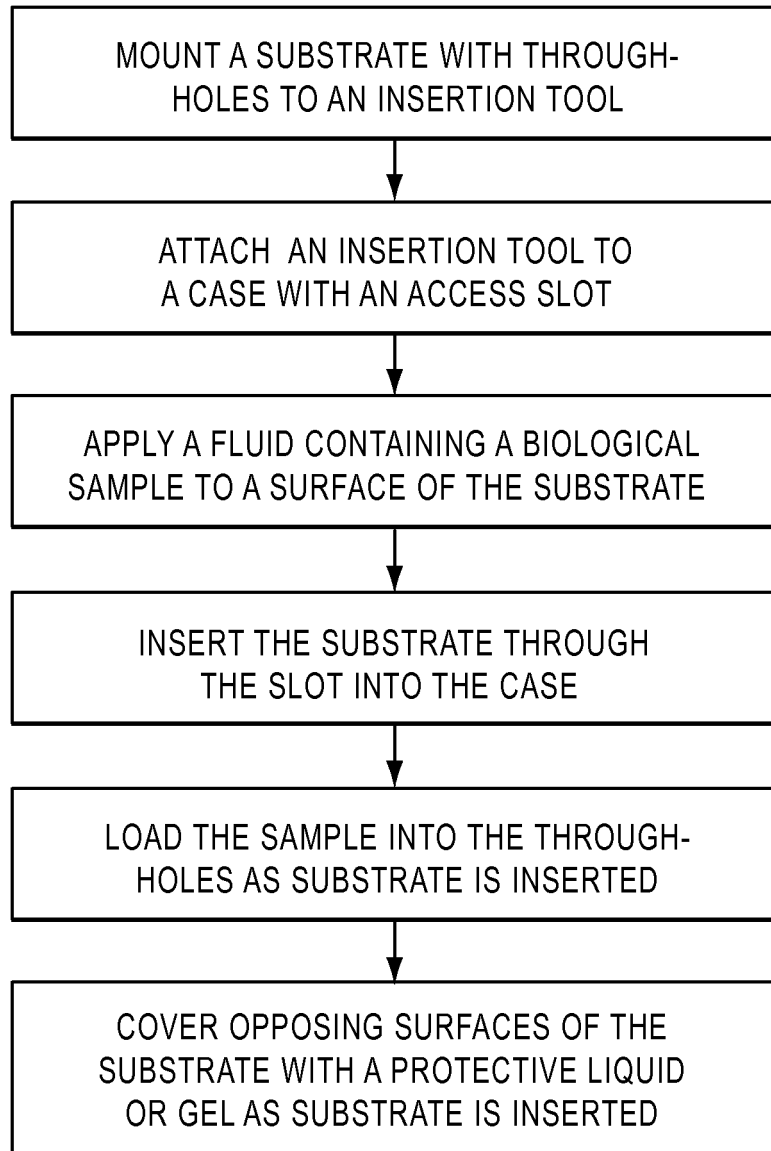 MOUNT A SUBSTRATE WITH THROUGH-
HOLES TO AN INSERTION TOOL
ATTACH AN INSERTION TOOL TO
A CASE WITH AN ACCESS SLOT
APPLY A FLUID CONTAINING A BIOLOGICAL
SAMPLE TO A SURFACE OF THE SUBSTRATE
INSERT THE SUBSTRATE THROUGH
THE SLOT INTO THE CASE
LOAD THE SAMPLE INTO THE THROUGH-
HOLES AS SUBSTRATE IS INSERTED
COVER OPPOSING SURFACES OF THE
SUBSTRATE WITH A PROTECTIVE LIQUID
OR GEL AS SUBSTRATE IS INSERTED